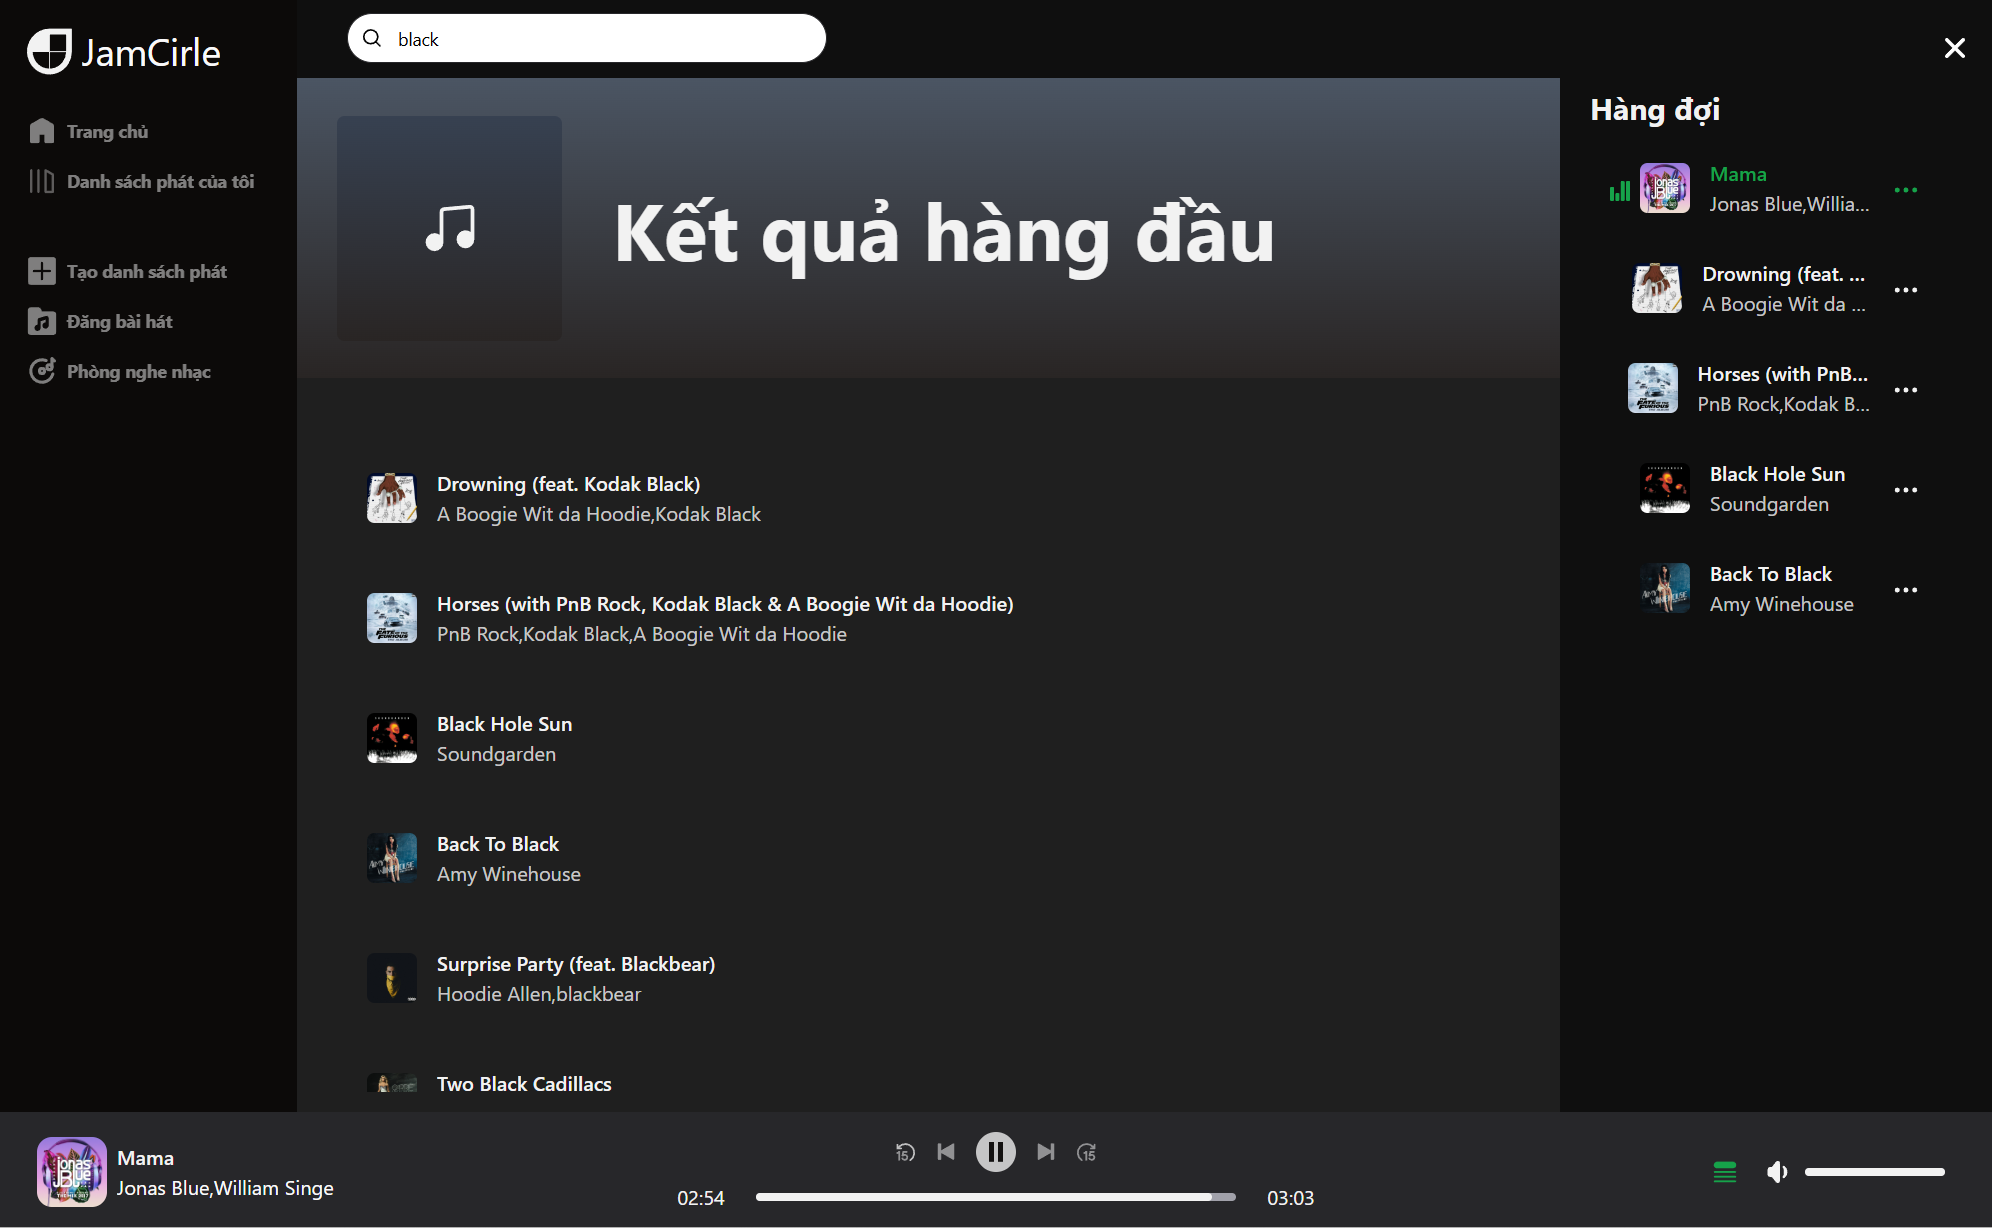 JamCirle
Trang chủ
Danh sách phát của tôi
Tạo danh sách phát
Đăng bài hát
Phòng nghe nhạc
black
Kết quả hàng đầu
Drowning (feat. Kodak Black)
A Boogie Wit da Hoodie,Kodak Black
Horses (with PnB Rock, Kodak Black & A Boogie Wit da Hoodie)
PnB Rock,Kodak Black,A Boogie Wit da Hoodie
Black Hole Sun
Soundgarden
Back To Black
Amy Winehouse
Surprise Party (feat. Blackbear)
Hoodie Allen,blackbear
Two Black Cadillacs
Hàng đợi
Mama
Jonas Blue,Willia...
Drowning (feat. ...
A Boogie Wit da ...
Horses (with PnB...
PnB Rock,Kodak B...
Black Hole Sun
Soundgarden
Back To Black
Amy Winehouse
Jonas Blue
Mama
Jonas Blue,William Singe
15
15
02:54
03:03